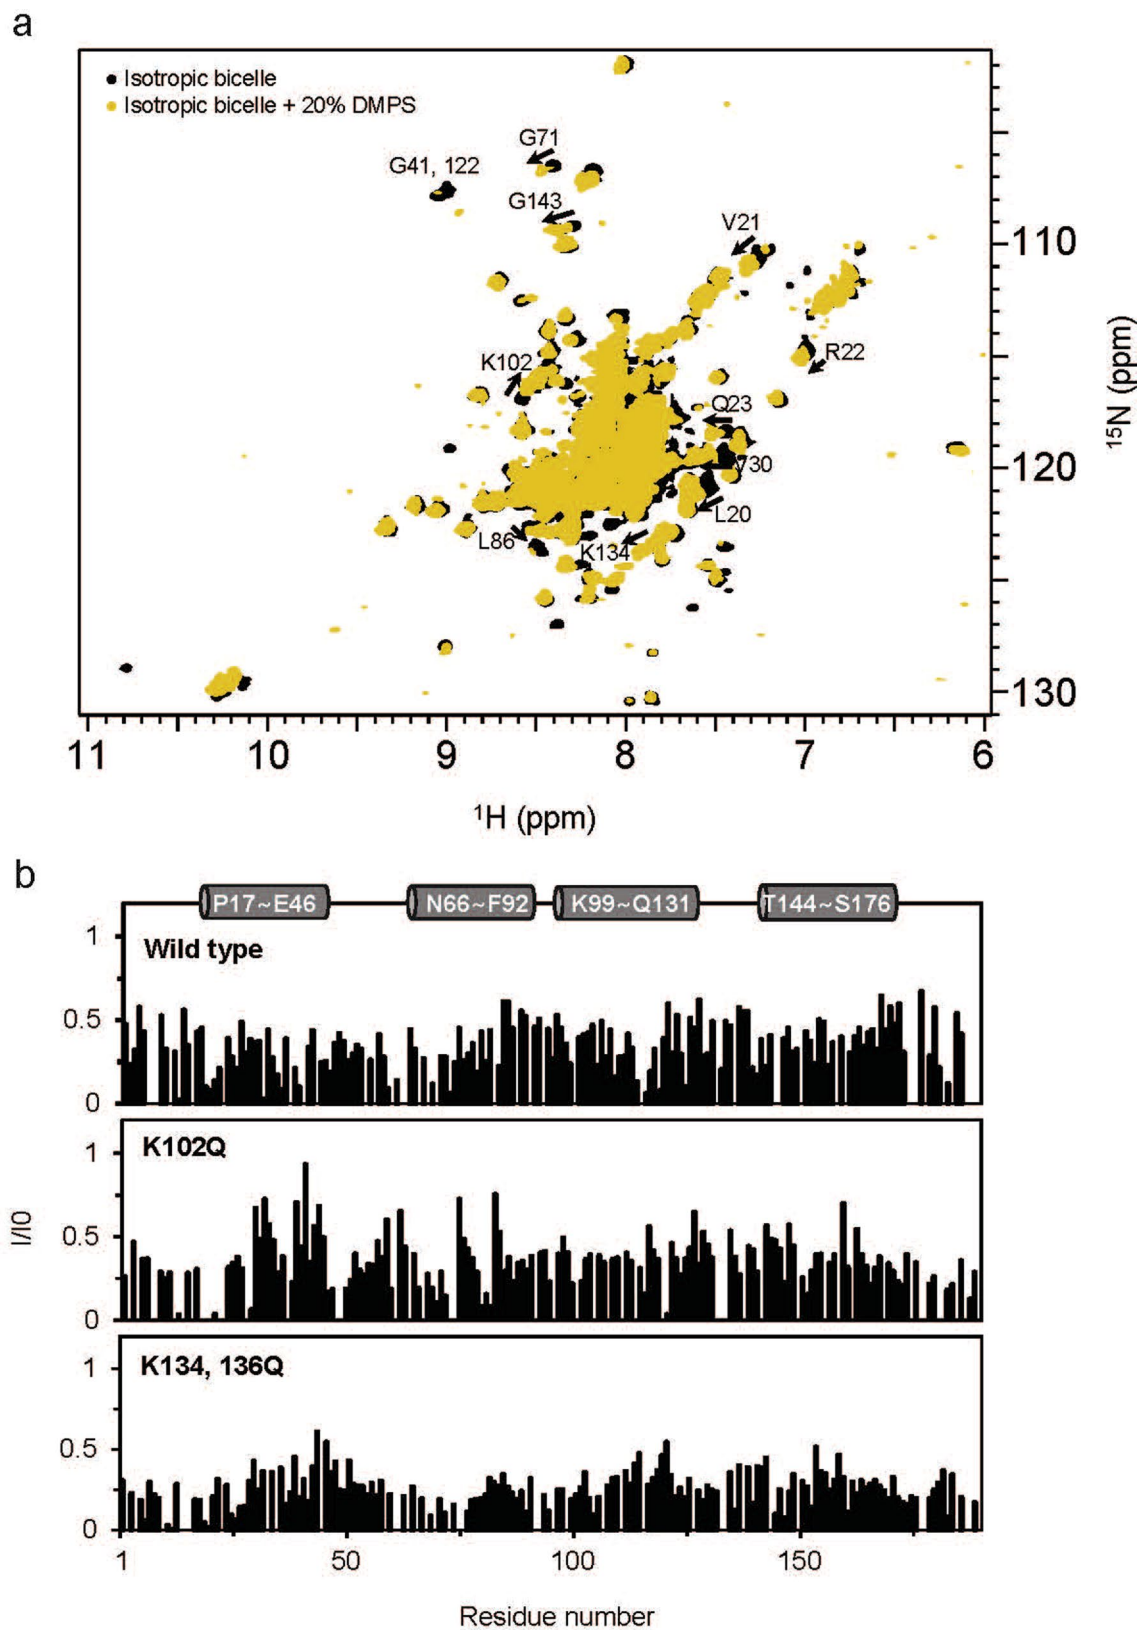 a
Isotropic bicelle
Isotropic bicelle + 20% DMPS
G71
G41, 122
G143
V21
110
K102
R22
Q23
120
V30
L20
L86
K134
130
15N (ppm)
11 10 9 8 7 6
1H (ppm)
b
P17~E46 N66~F92 K99~Q131 T144~S176
1
Wild type
0.5
0
1
K102Q
0.5
0
I/I0
1
K134, 136Q
0.5
0
1 50 100 150
Residue number